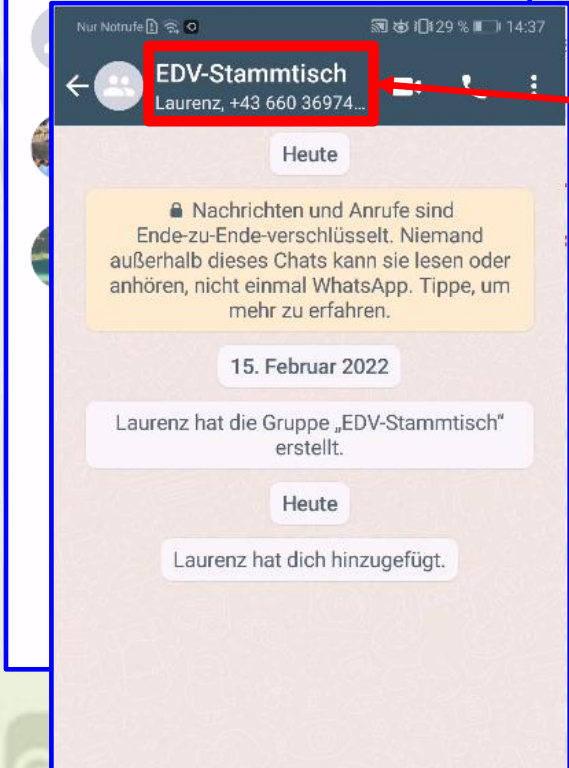 Nur Notrufe 29 % 14:37
EDV-Stammtisch
Laurenz, +43 660 36974...
Heute
Nachrichten und Anrufe sind
Ende-zu-Ende-verschlüsselt. Niemand
außerhalb dieses Chats kann sie lesen oder
anhören, nicht einmal WhatsApp. Tippe, um
mehr zu erfahren.
15. Februar 2022
Laurenz hat die Gruppe „EDV-Stammtisch“
erstellt.
Heute
Laurenz hat dich hinzugefügt.